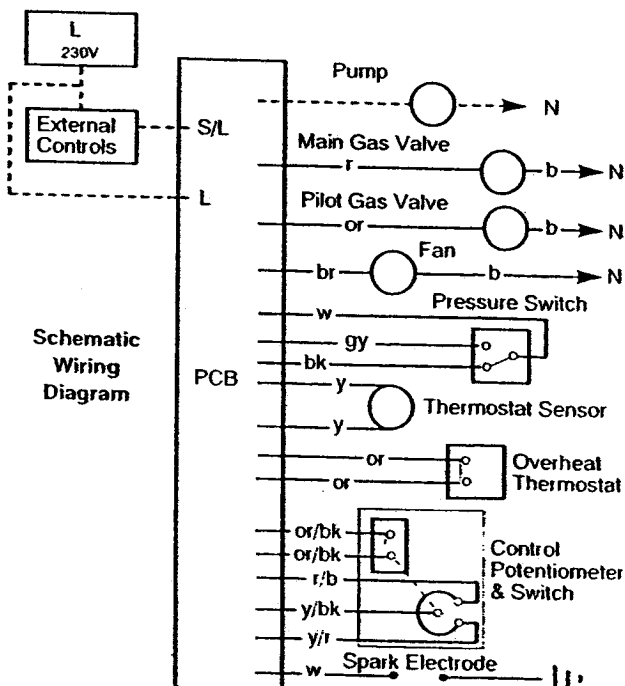 L
230V
External
Controls
S/L
L
Schematic
Wiring
Diagram
PCB
Pump
N
Main Gas Valve
r
b
N
Pilot Gas Valve
or
b
N
Fan
br
b
N
Pressure Switch
w
gy
bk
y
Thermostat Sensor
y
or
Overheat
Thermostat
or
or/bk
or/bk
Control
Potentiometer
& Switch
r/b
y/bk
y/r
Spark Electrode
w